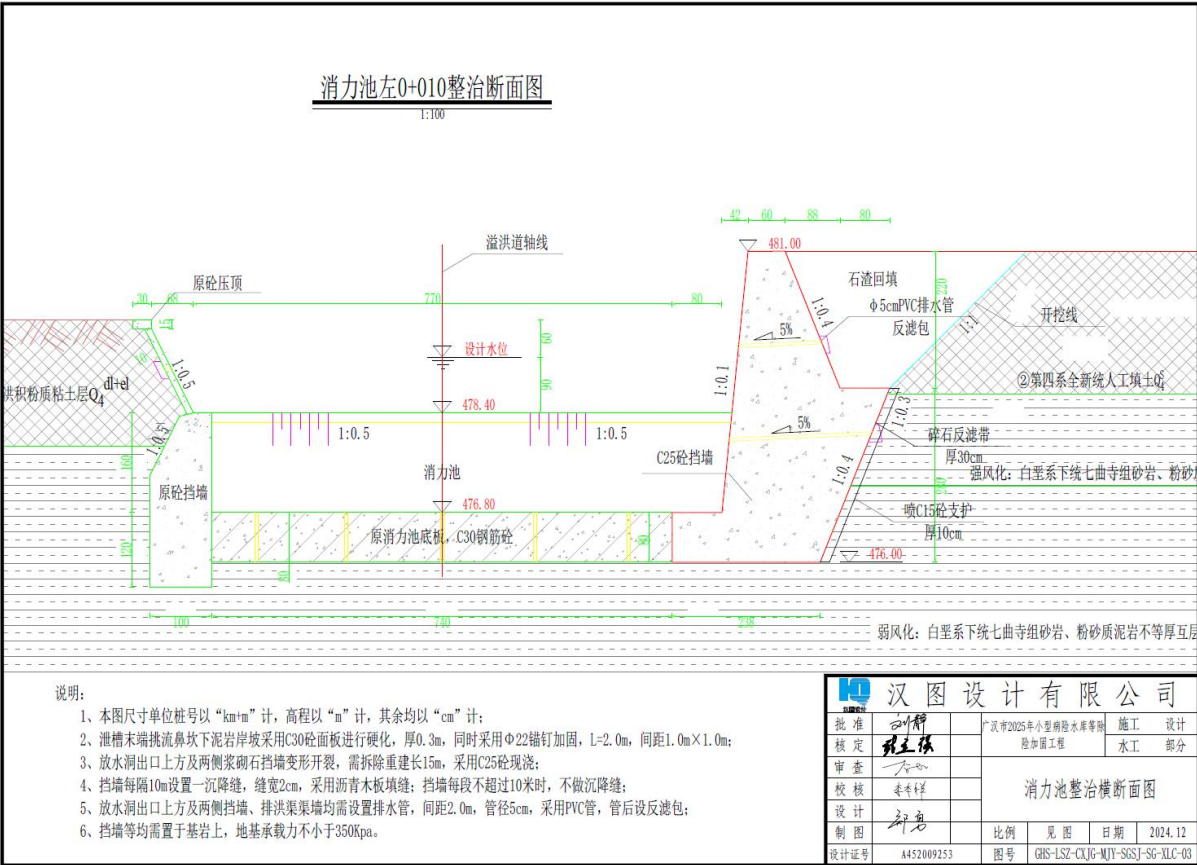 消力池左0+010整治断面图
1:100
42 60 88 80
481.00
溢洪道轴线
原砼压顶
石渣回填
φ5cmPVC排水管
反滤包
开挖线
30 68 770 80
15
10
1:0.5
60
90
设计水位
5%
1:0.4
1:1
220
洪积粉质粘土层Q₄ᵈˡ⁺ᵉˡ
②第四系全新统人工填土Q₄ˢ
478.40
1:0.1
1:0.3
1:0.5
1:0.5
1:0.5
5%
碎石反滤带
厚30cm
C25砼挡墙
1:0.4
强风化：白垩系下统七曲寺组砂岩、粉砂
160
原砼挡墙
消力池
476.80
喷C15砼支护
厚10cm
原消力池底板，C30钢筋砼
120
80
80
476.00
100 740 238
弱风化：白垩系下统七曲寺组砂岩、粉砂质泥岩不等厚互层
说明：
1、本图尺寸单位桩号以“km+m”计，高程以“m”计，其余均以“cm”计；
2、泄槽末端挑流鼻坎下泥岩岸坡采用C30砼面板进行硬化，厚0.3m，同时采用Φ22锚钉加固，L=2.0m，间距1.0m×1.0m；
3、放水洞出口上方及两侧浆砌石挡墙变形开裂，需拆除重建长15m，采用C25砼现浇；
4、挡墙每隔10m设置一沉降缝，缝宽2cm，采用沥青木板填缝；挡墙每段不超过10米时，不做沉降缝；
5、放水洞出口上方及两侧挡墙、排洪渠渠墙均需设置排水管，间距2.0m，管径5cm，采用PVC管，管后设反滤包；
6、挡墙等均需置于基岩上，地基承载力不小于350Kpa。
汉图设计有限公司
批准 刘静 广汉市2025年小型病险水库等除险加固工程 施工 设计
核定 水工 部分
审查
校核 消力池整治横断面图
设计
制图 比例 见图 日期 2024.12
设计证号 A452009253 图号 GHS-LSZ-CXJG-MJY-SGSJ-SG-XLC-03